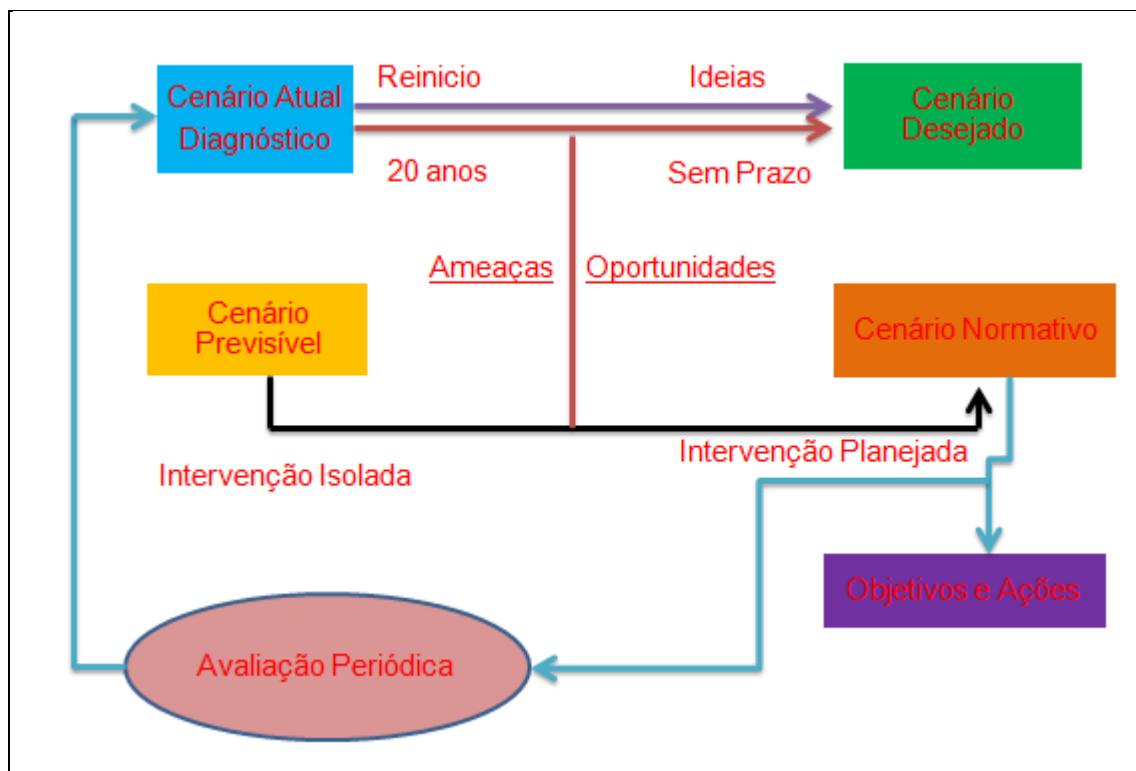 Reinicio
Ideias
Cenário Atual
Diagnóstico
Cenário
Desejado
20 anos
Sem Prazo
Ameaças
Oportunidades
Cenário
Previsível
Cenário Normativo
Intervenção Isolada
Intervenção Planejada
Objetivos e Ações
Avaliação Periódica